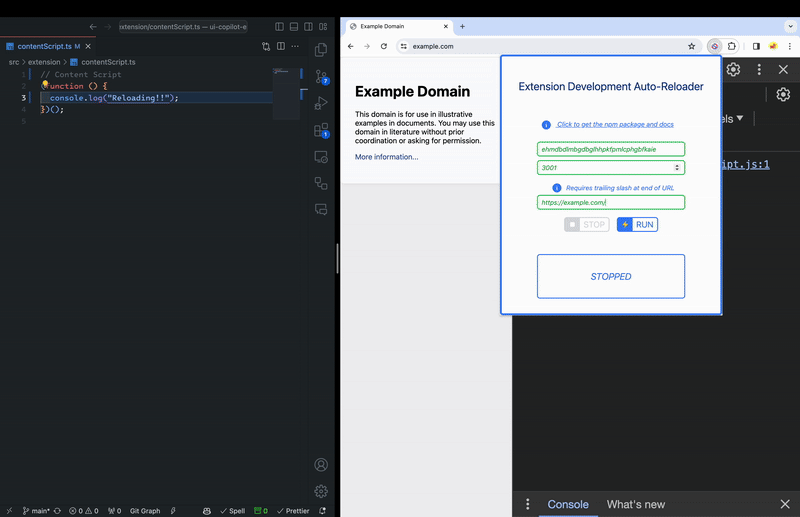 extension/contentScript.ts — ui-copilot-e
contentScript.ts M
src > extension > contentScript.ts
1 // Content Script
2 (function () {
3 console.log("Reloading!!");
4 })();
5
7
1
main*
0 0
0
Git Graph
Spell
0
Prettier
Example Domain
example.com
Example Domain
This domain is for use in illustrative
examples in documents. You may use this
domain in literature without prior
coordination or asking for permission.
More information...
Extension Development Auto-Reloader
Click to get the npm package and docs
3001
Requires trailing slash at end of URL
https://example.com/
STOP
RUN
STOPPED
els
ipt.js:1
Console
What's new